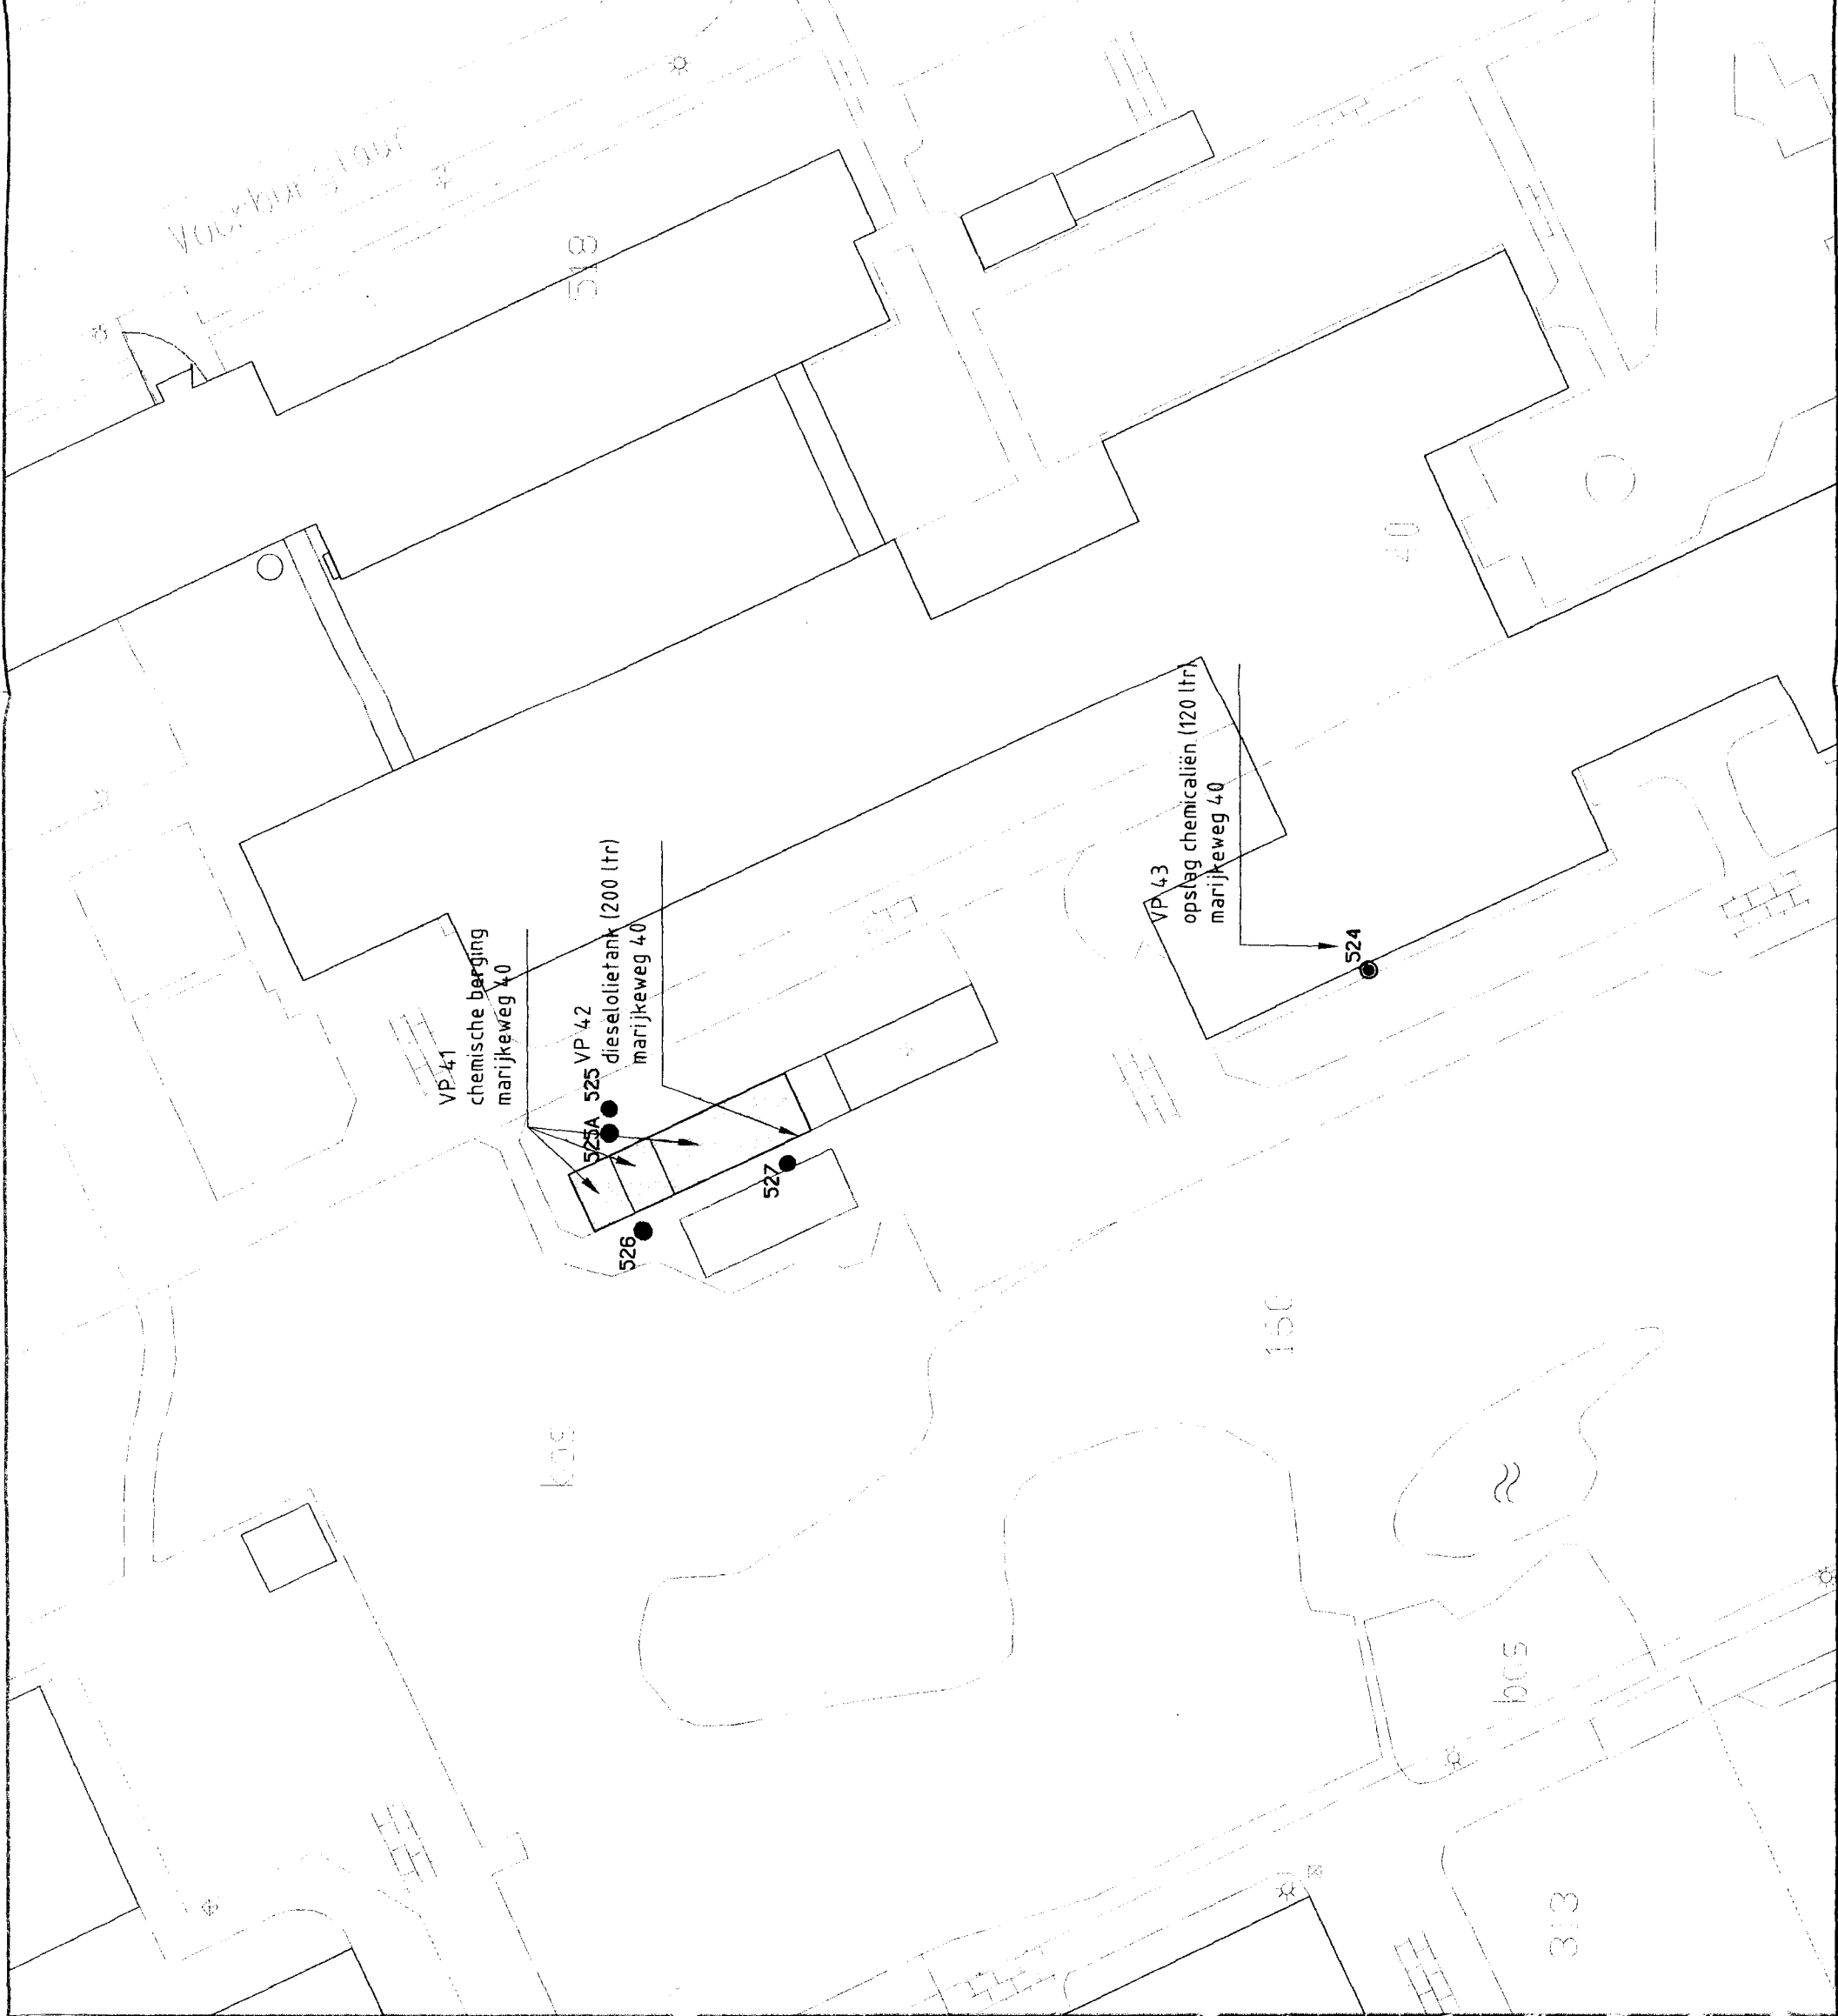 518
40
VP 41
chemische berging
marijkeweg 40
VP 42
dieselolietank (200 ltr)
marijkeweg 40
VP 43
opslag chemicaliën (120 ltr)
marijkeweg 40
524
525
525A
526
527
bos
313